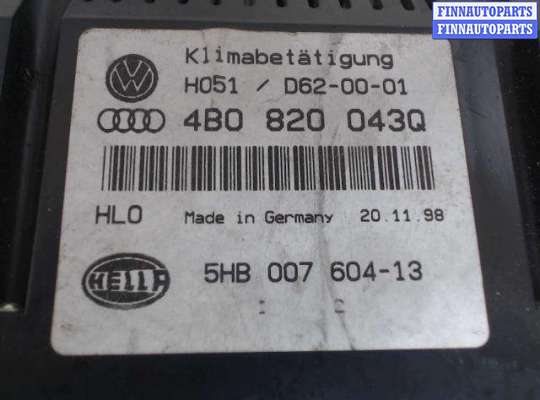 FINNAUTOPARTS
FINNAUTOPARTS
Klimabetätigung
H051 / D62-00-01
4B0 820 043Q
HLO Made in Germany 20.11.98
HELLA
5HB 007 604-13